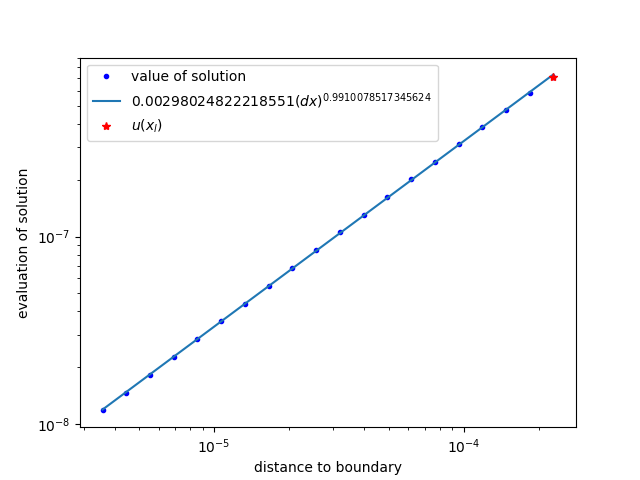 value of solution
0.00298024822218551(dx)^0.9910078517345624
u(x_l)
evaluation of solution
10^-7
10^-8
10^-5
10^-4
distance to boundary